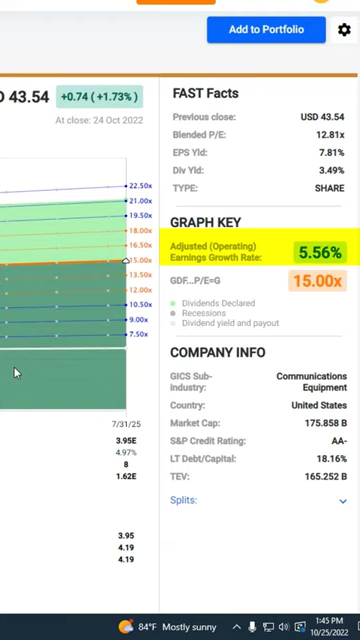 Add to Portfolio
43.54
+0.74 ( +1.73%)
At close: 24 Oct 2022
FAST Facts
Previous close: USD 43.54
Blended P/E: 12.81x
EPS Yld: 7.81%
Div Yld: 3.49%
TYPE: SHARE
22.50x
21.00x
19.50x
18.00x
16.50x
15.00x
13.50x
12.00x
10.50x
9.00x
7.50x
GRAPH KEY
Adjusted (Operating)
Earnings Growth Rate: 5.56%
GDF...P/E=G 15.00x
Dividends Declared
Recessions
Dividend yield and payout
COMPANY INFO
GICS Sub-
industry:
Communications
Equipment
Country: United States
Market Cap: 175.858 B
S&P Credit Rating: AA-
LT Debt/Capital: 18.16%
TEV: 165.252 B
Splits:
7/31/25
3.95E
4.97%
8
1.62E
3.95
4.19
4.19
84°F Mostly sunny
1:45 PM
10/25/2022